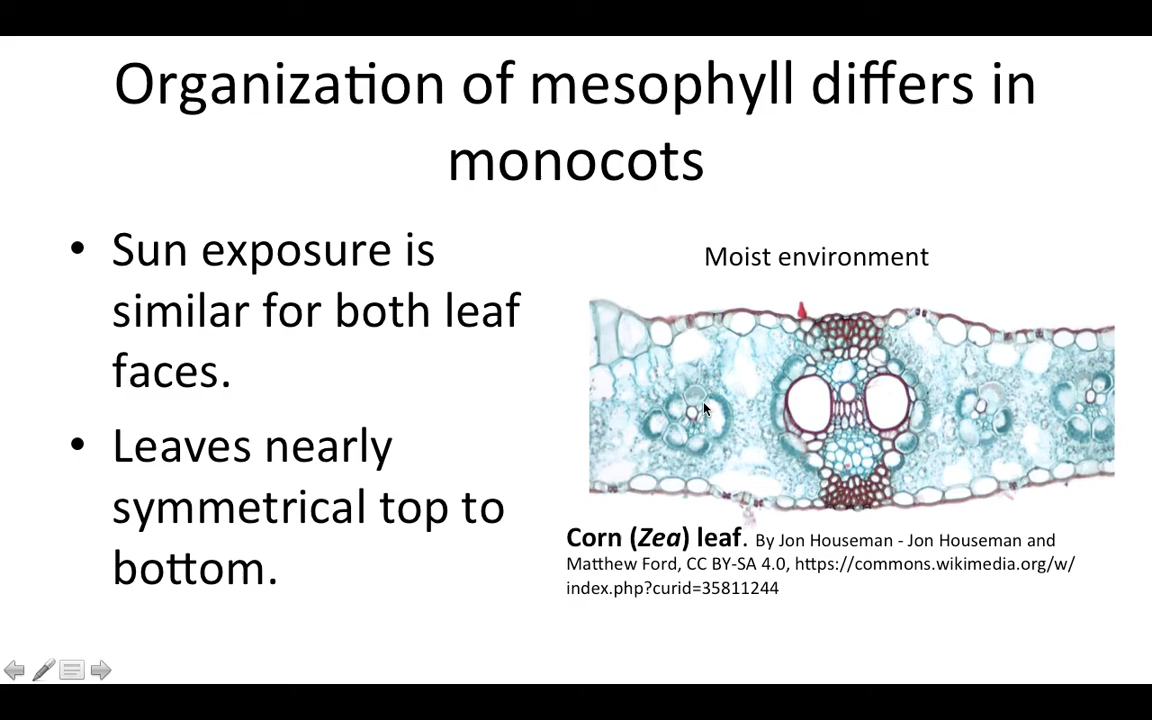 Organization of mesophyll differs in
monocots
• Sun exposure is
similar for both leaf
faces.
• Leaves nearly
symmetrical top to
bottom.
Moist environment
Corn (Zea) leaf. By Jon Houseman - Jon Houseman and
Matthew Ford, CC BY-SA 4.0, https://commons.wikimedia.org/w/
index.php?curid=35811244